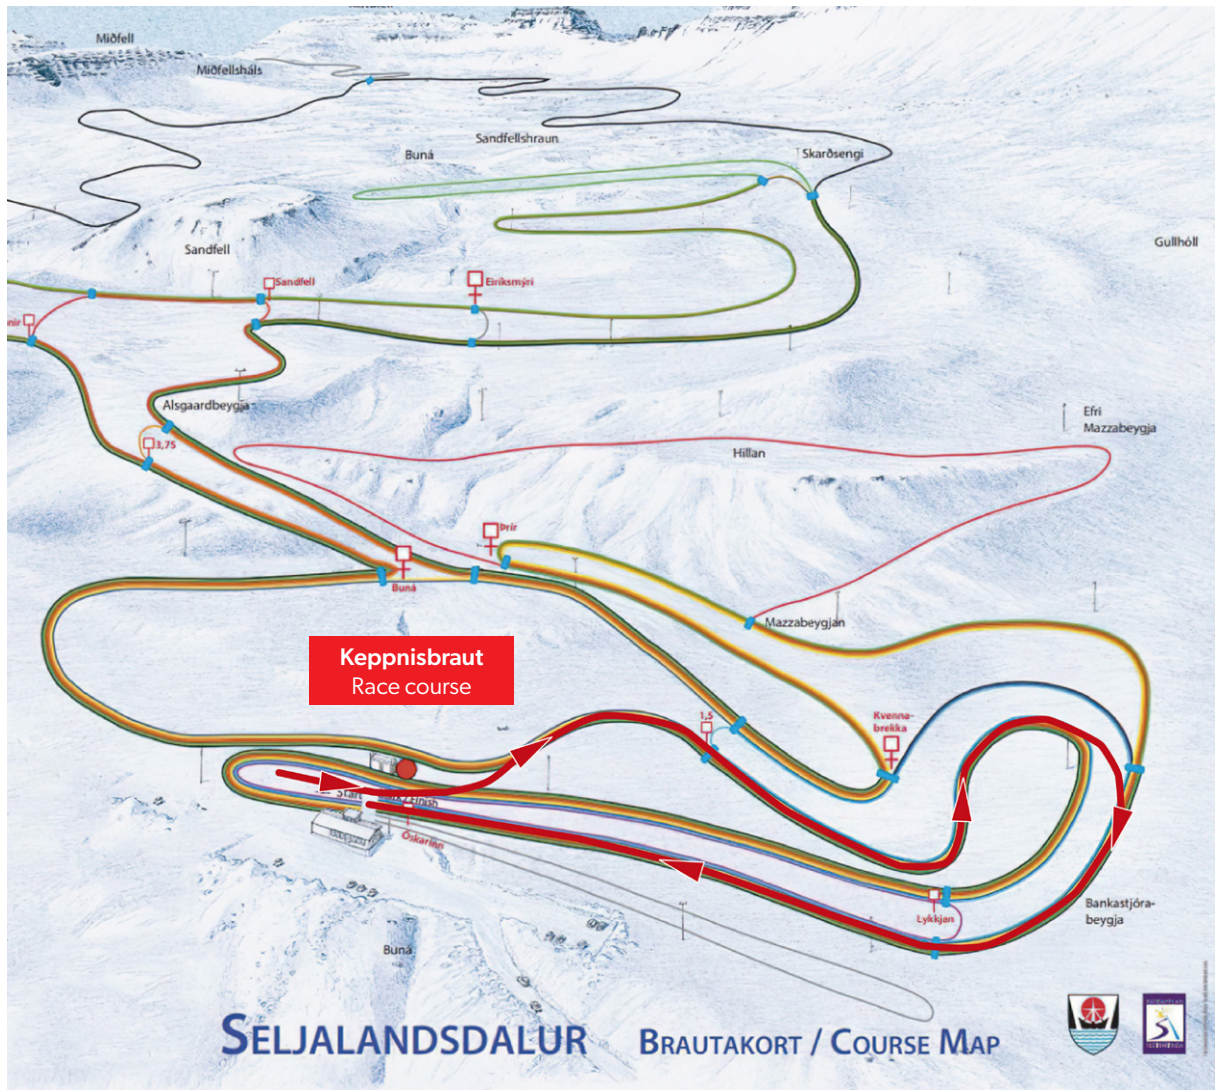 Miðfell
Miðfellsháls
Sandfellshraun
Buná
Skarðsengi
Gullhóll
Sandfell
Sandfell
Eiríksmýri
Alsgaardbeygja
3,75
Efri
Mazzabeygja
Hillan
Þrír
Buná
Mazzabeygjan
Keppnisbraut
Race course
1,5
Kvenna-
brekka
Start
Finish
Óskarinn
Lykkjan
Bankastjóra-
beygja
Buná
SELJALANDSDALUR BRAUTAKORT / COURSE MAP